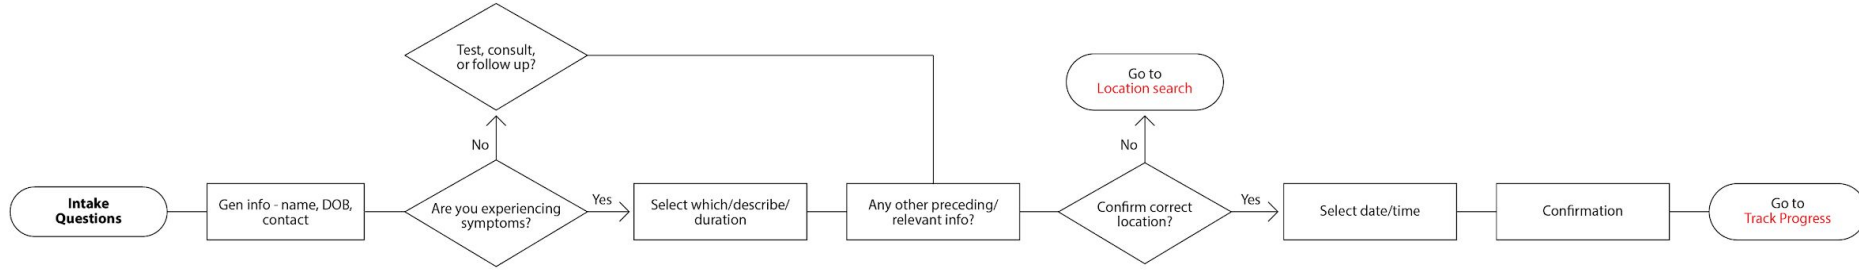 Test, consult,
or follow up?
Go to
Location search
No
No
Intake
Questions
Gen info - name, DOB,
contact
Are you experiencing
symptoms?
Yes
Select which/describe/
duration
Any other preceding/
relevant info?
Confirm correct
location?
Yes
Select date/time
Confirmation
Go to
Track Progress